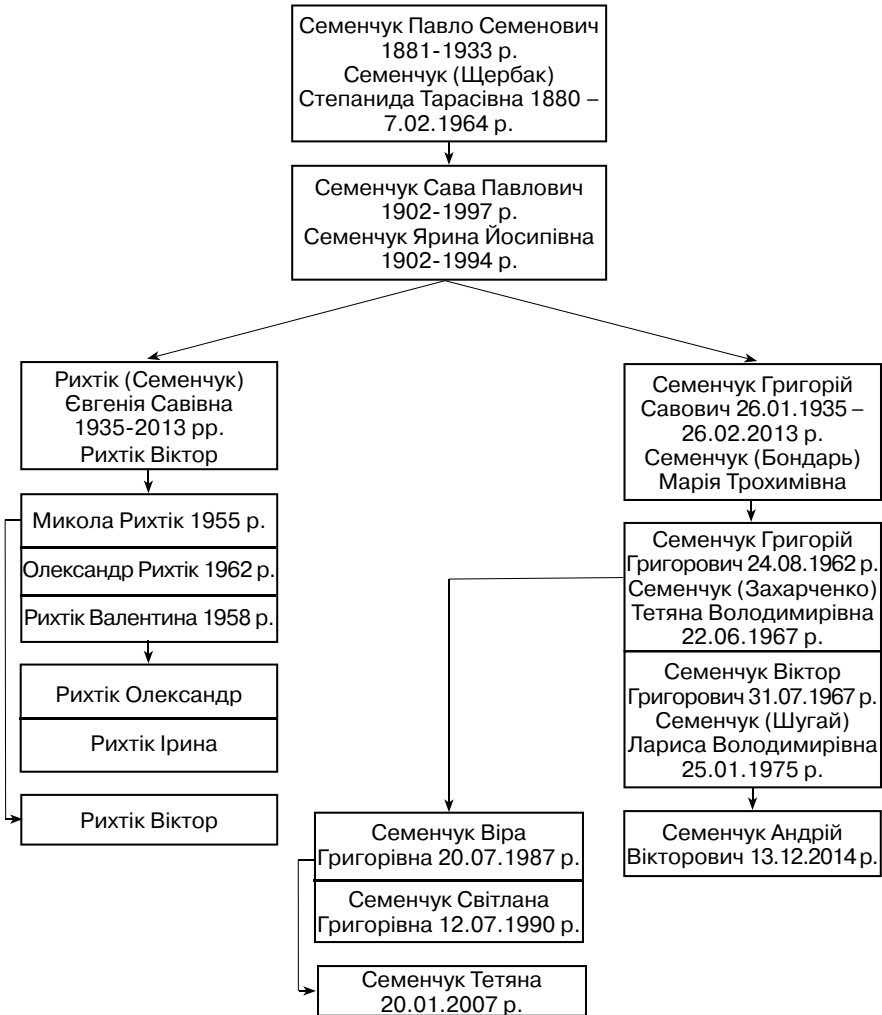 Семенчук Павло Семенович
1881-1933 р.
Семенчук (Щербак)
Степанида Тарасівна 1880 –
7.02.1964 р.
Семенчук Сава Павлович
1902-1997 р.
Семенчук Ярина Йосипівна
1902-1994 р.
Рихтік (Семенчук)
Євгенія Савівна
1935-2013 рр.
Рихтік Віктор
Микола Рихтік 1955 р.
Олександр Рихтік 1962 р.
Рихтік Валентина 1958 р.
Рихтік Олександр
Рихтік Ірина
Рихтік Віктор
Семенчук Григорій
Савович 26.01.1935 –
26.02.2013 р.
Семенчук (Бондарь)
Марія Трохимівна
Семенчук Григорій
Григорович 24.08.1962 р.
Семенчук (Захарченко)
Тетяна Володимирівна
22.06.1967 р.
Семенчук Віктор
Григорович 31.07.1967 р.
Семенчук (Шугай)
Лариса Володимирівна
25.01.1975 р.
Семенчук Андрій
Вікторович 13.12.2014 р.
Семенчук Віра
Григорівна 20.07.1987 р.
Семенчук Світлана
Григорівна 12.07.1990 р.
Семенчук Тетяна
20.01.2007 р.